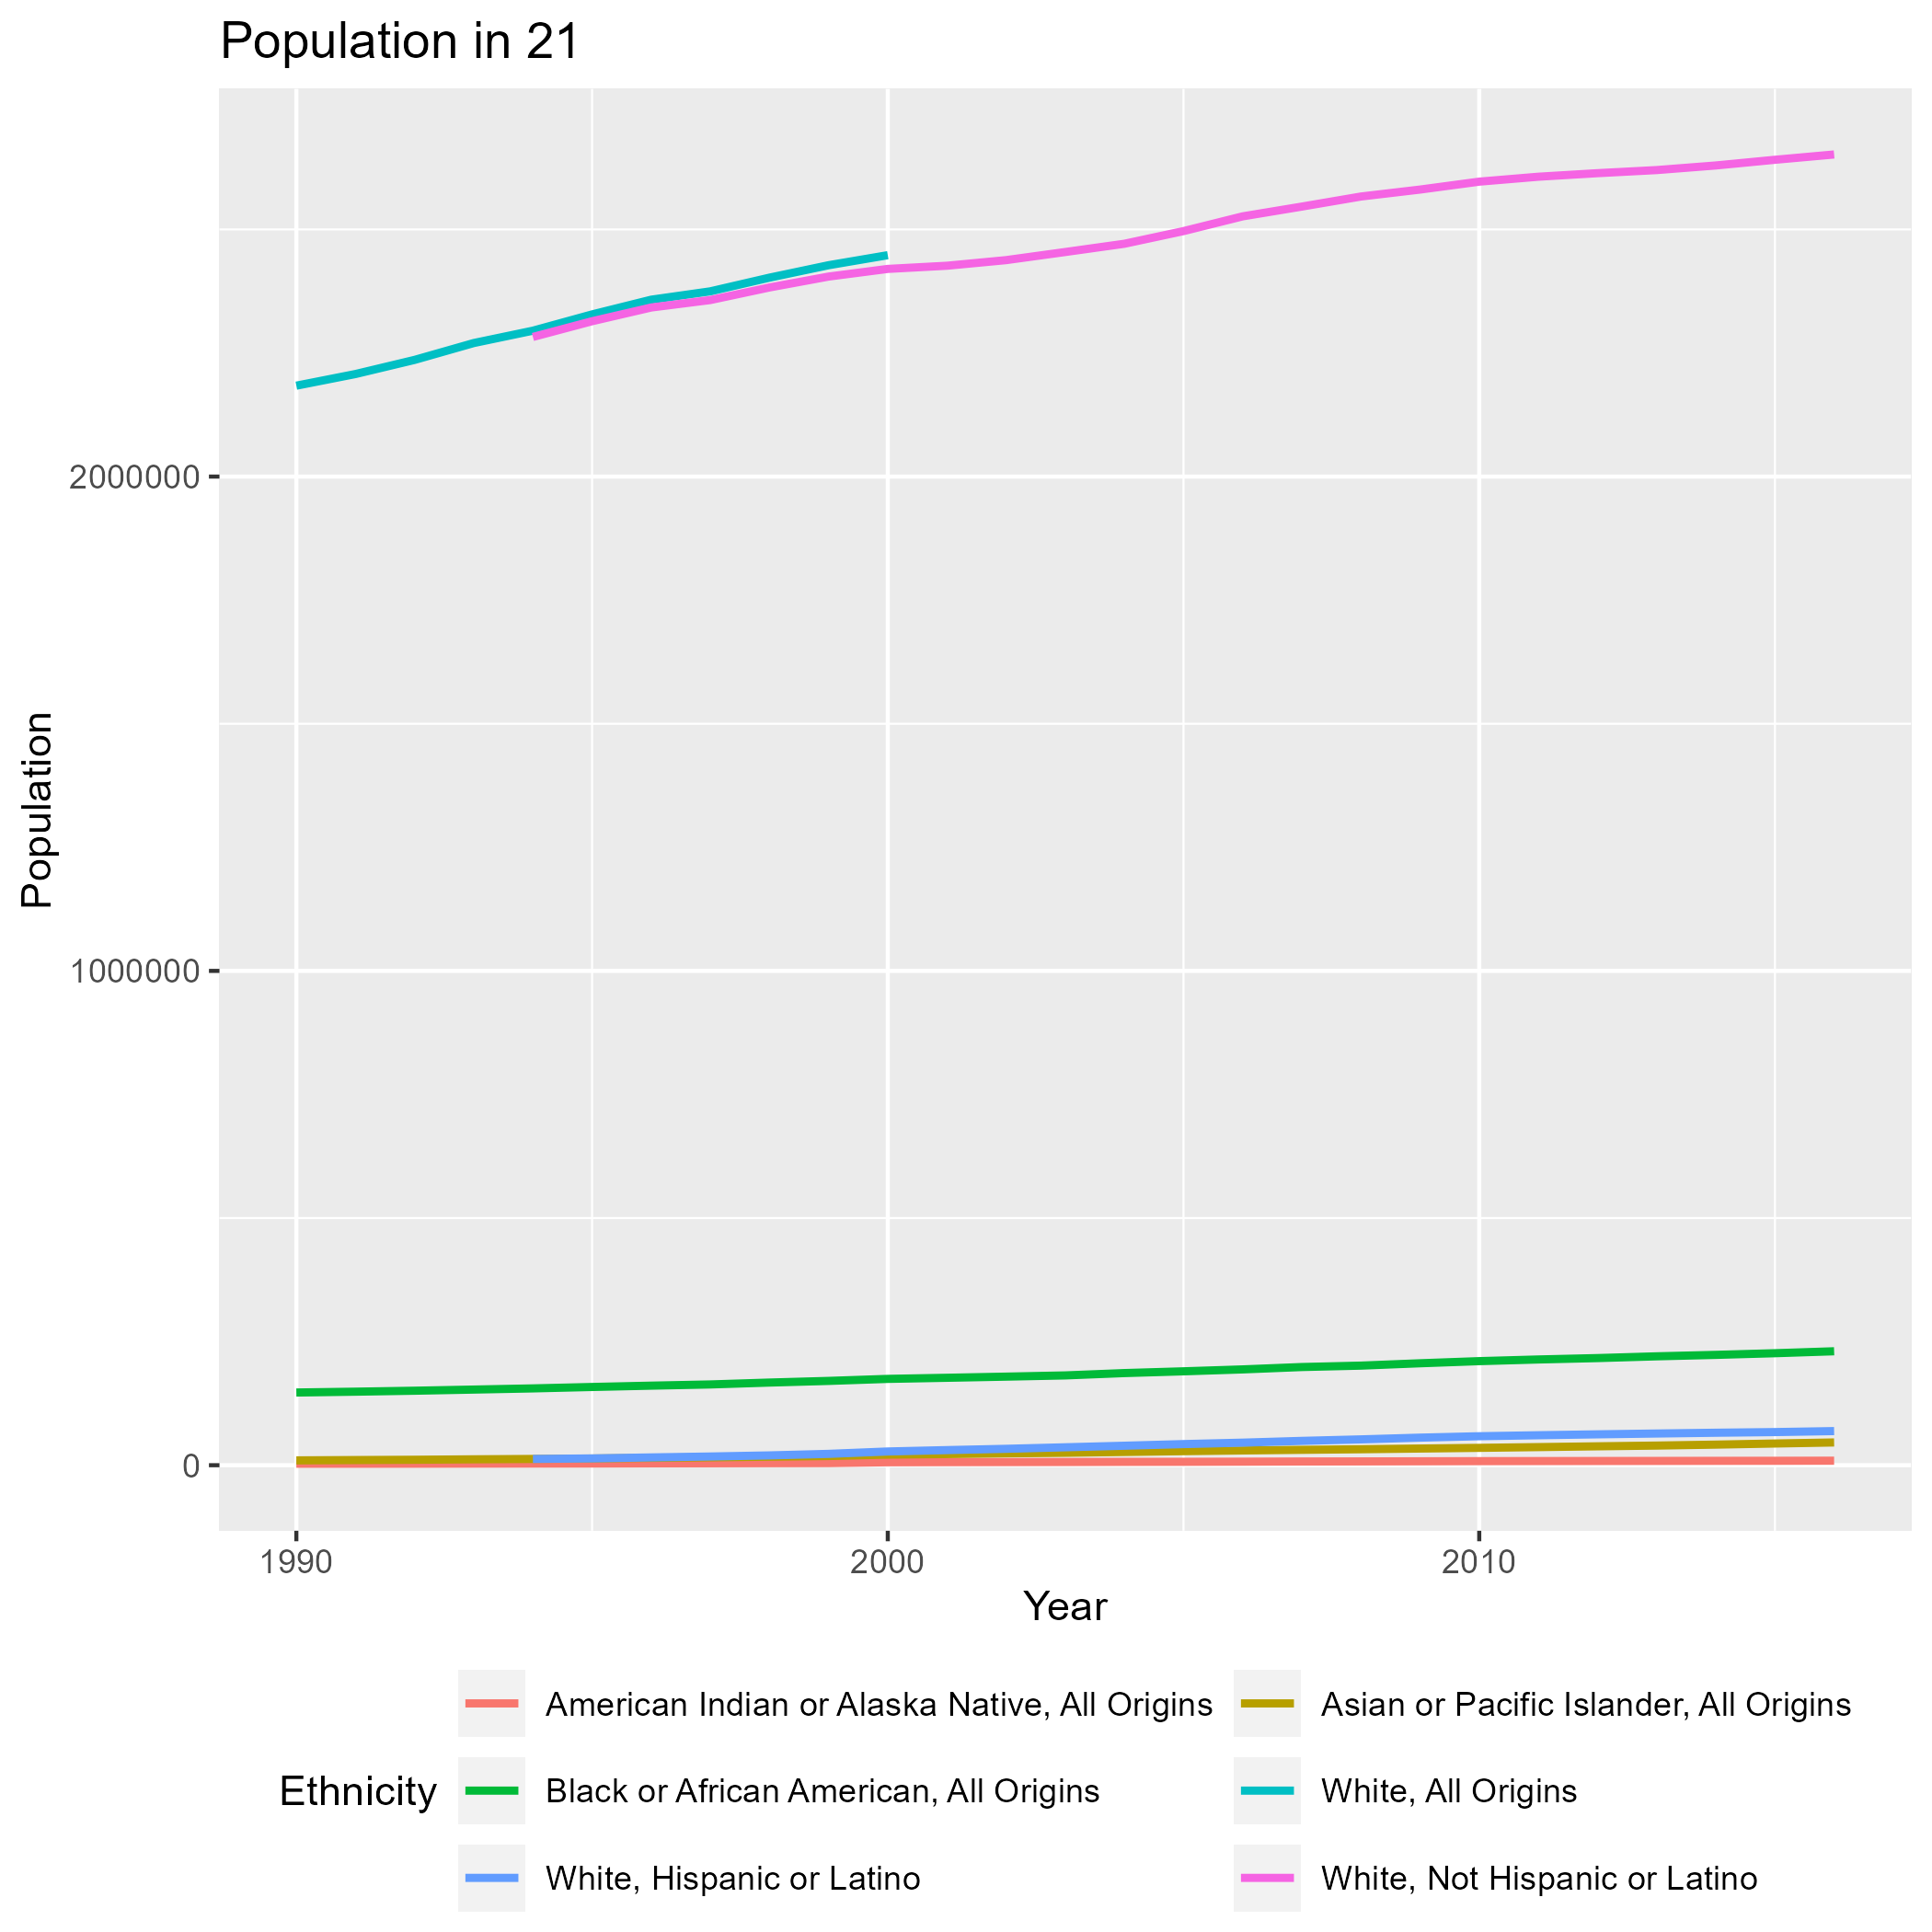 Population in 21
Population
2000000
1000000
0
1990 2000 2010
Year
Ethnicity
American Indian or Alaska Native, All Origins
Asian or Pacific Islander, All Origins
Black or African American, All Origins
White, All Origins
White, Hispanic or Latino
White, Not Hispanic or Latino